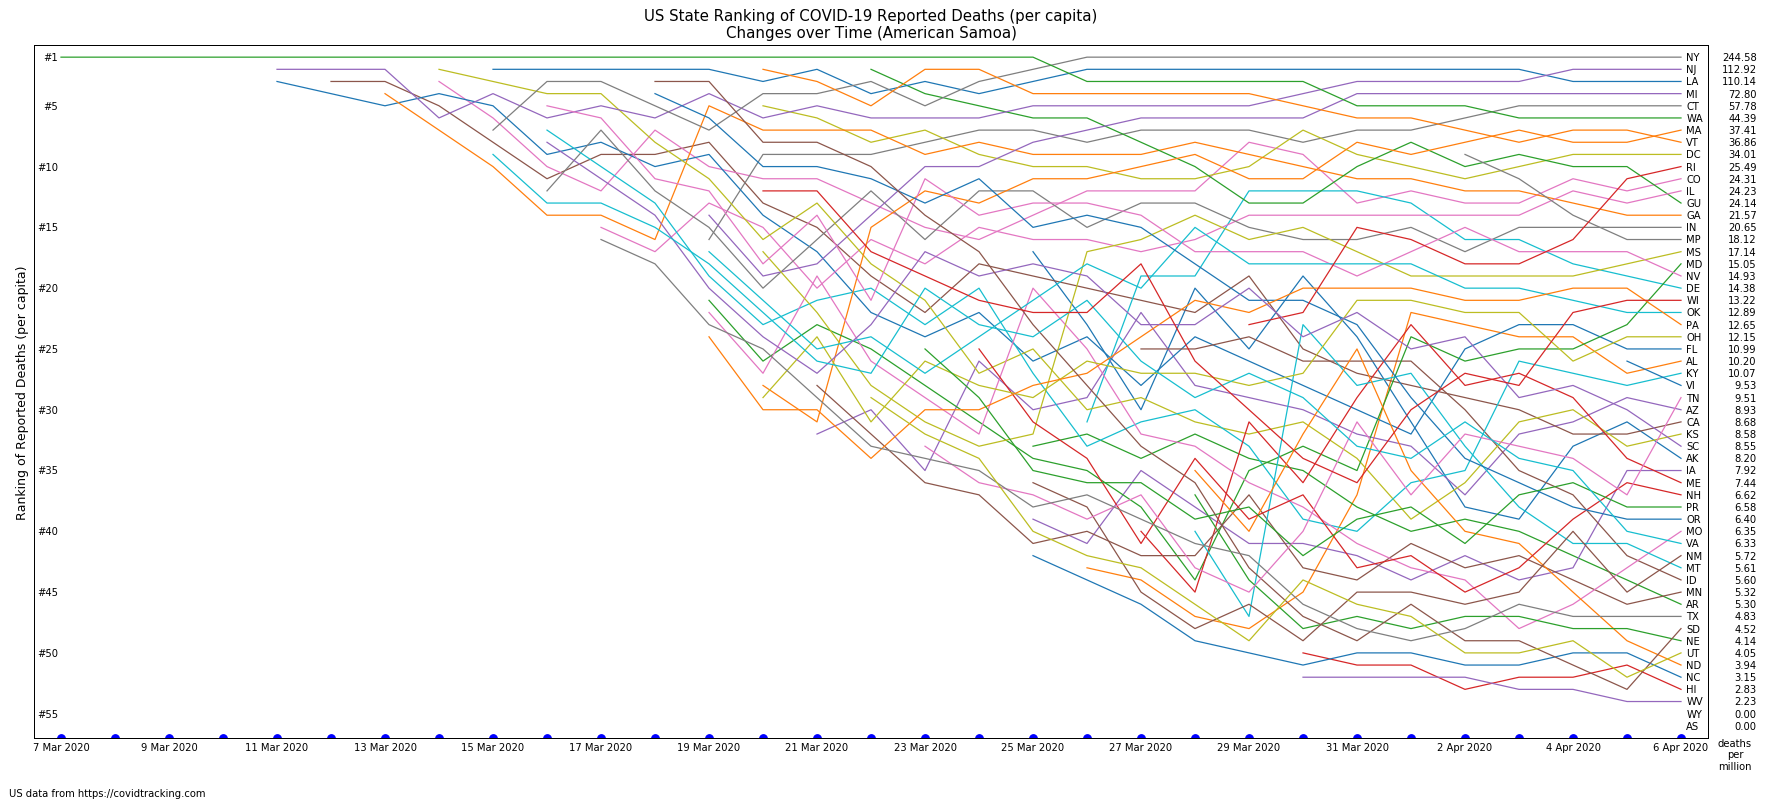 US State Ranking of COVID-19 Reported Deaths (per capita)
Changes over Time (American Samoa)
Ranking of Reported Deaths (per capita)
#1
#5
#10
#15
#20
#25
#30
#35
#40
#45
#50
#55
NY 244.58
NJ 112.92
LA 110.14
MI 72.80
CT 57.78
WA 44.39
MA 37.41
VT 36.86
DC 34.01
RI 25.49
CO 24.31
IL 24.23
GU 24.14
GA 21.57
IN 20.65
MP 18.12
MS 17.14
MD 15.05
NV 14.93
DE 14.38
WI 13.22
OK 12.89
PA 12.65
OH 12.15
FL 10.99
AL 10.20
KY 10.07
VI 9.53
TN 9.51
AZ 8.93
CA 8.68
KS 8.58
SC 8.55
AK 8.20
IA 7.92
ME 7.44
NH 6.62
PR 6.58
OR 6.40
MO 6.35
VA 6.33
NM 5.72
MT 5.61
ID 5.60
MN 5.32
AR 5.30
TX 4.83
SD 4.52
NE 4.14
UT 4.05
ND 3.94
NC 3.15
HI 2.83
WV 2.23
WY 0.00
AS 0.00
7 Mar 2020 9 Mar 2020 11 Mar 2020 13 Mar 2020 15 Mar 2020 17 Mar 2020 19 Mar 2020 21 Mar 2020 23 Mar 2020 25 Mar 2020 27 Mar 2020 29 Mar 2020 31 Mar 2020 2 Apr 2020 4 Apr 2020 6 Apr 2020
deaths
per
million
US data from https://covidtracking.com